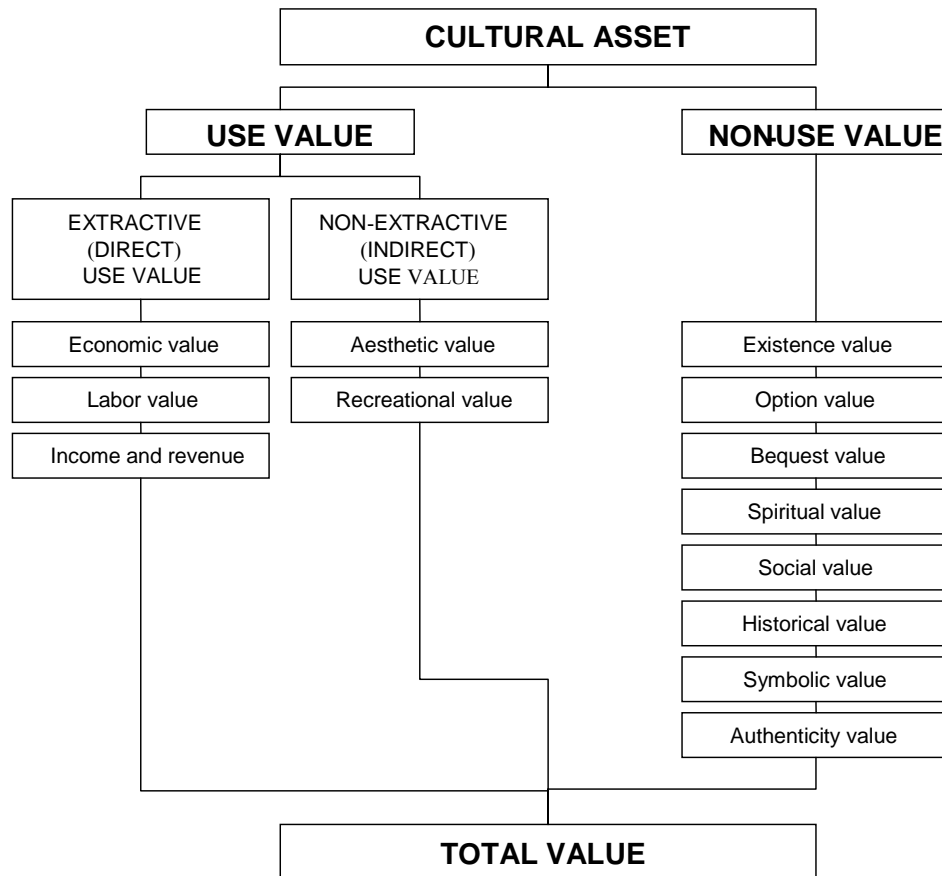 CULTURAL ASSET
USE VALUE
NON-USE VALUE
EXTRACTIVE
(DIRECT)
USE VALUE
NON-EXTRACTIVE
(INDIRECT)
USE VALUE
Economic value
Aesthetic value
Existence value
Labor value
Recreational value
Option value
Income and revenue
Bequest value
Spiritual value
Social value
Historical value
Symbolic value
Authenticity value
TOTAL VALUE